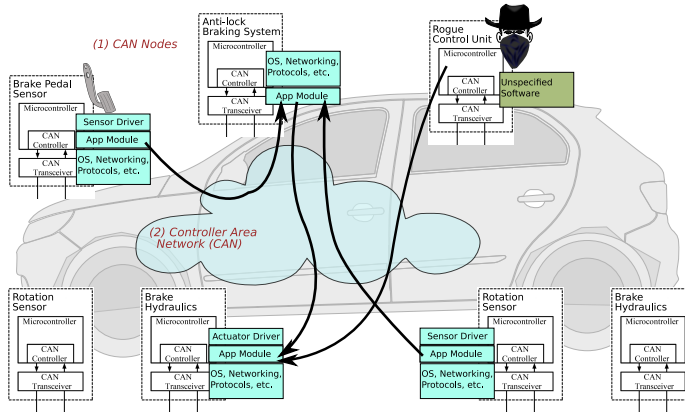 (1) CAN Nodes
Anti-lock
Braking System
Microcontroller
CAN
Controller
CAN
Transceiver
OS, Networking,
Protocols, etc.
App Module
Rogue
Control Unit
Microcontroller
CAN
Controller
CAN
Transceiver
Unspecified
Software
Brake Pedal
Sensor
Microcontroller
CAN
Controller
CAN
Transceiver
Sensor Driver
App Module
OS, Networking,
Protocols, etc.
(2) Controller Area
Network (CAN)
Rotation
Sensor
Microcontroller
CAN
Controller
CAN
Transceiver
Brake
Hydraulics
Microcontroller
CAN
Controller
CAN
Transceiver
Actuator Driver
App Module
OS, Networking,
Protocols, etc.
Sensor Driver
App Module
OS, Networking,
Protocols, etc.
Rotation
Sensor
Microcontroller
CAN
Controller
CAN
Transceiver
Brake
Hydraulics
Microcontroller
CAN
Controller
CAN
Transceiver